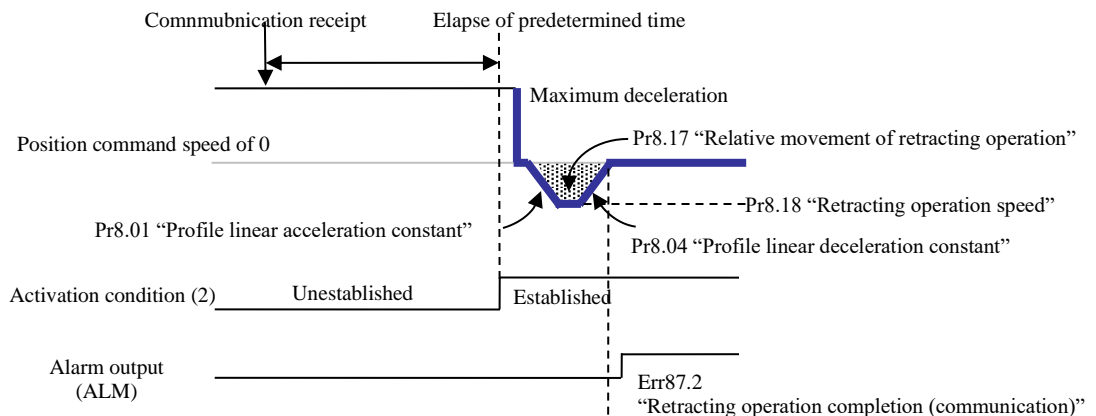 Comnmubnication receipt
Elapse of predetermined time
Maximum deceleration
Position command speed of 0
Pr8.17 “Relative movement of retracting operation”
Pr8.18 “Retracting operation speed”
Pr8.01 “Profile linear acceleration constant”
Pr8.04 “Profile linear deceleration constant”
Activation condition (2)
Unestablished
Established
Alarm output
(ALM)
Err87.2
“Retracting operation completion (communication)”